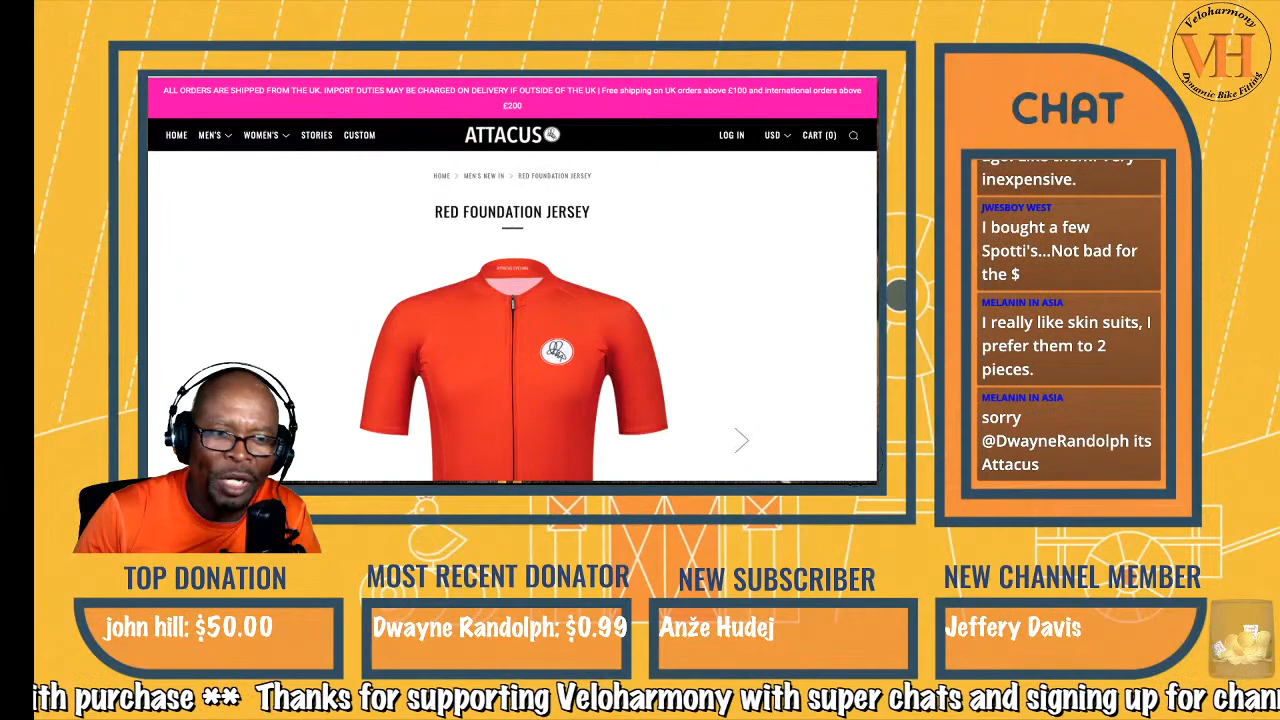 ALL ORDERS ARE SHIPPED FROM THE UK. IMPORT DUTIES MAY BE CHARGED ON DELIVERY IF OUTSIDE OF THE UK | Free shipping on UK orders above £100 and international orders above
£200
HOME MEN'S WOMEN'S STORIES CUSTOM ATTACUS LOG IN USD CART (0)
HOME > MEN'S NEW IN > RED FOUNDATION JERSEY
RED FOUNDATION JERSEY
Veloharmony
VH
Dynamic Bike Fitting
CHAT
inexpensive.
JWESBOY WEST
I bought a few
Spotti's...Not bad for
the $
MELANIN IN ASIA
I really like skin suits, I
prefer them to 2
pieces.
MELANIN IN ASIA
sorry
@DwayneRandolph its
Attacus
TOP DONATION
john hill: $50.00
MOST RECENT DONATOR
Dwayne Randolph: $0.99
NEW SUBSCRIBER
Anže Hudej
NEW CHANNEL MEMBER
Jeffery Davis
ith purchase ** Thanks for supporting Veloharmony with super chats and signing up for chan